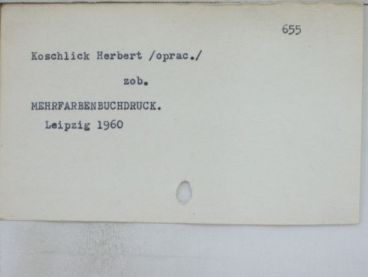 655
Koschlick Herbert /oprac./
zob.
MEHRFARBENBUCHDRUCK.
Leipzig 1960